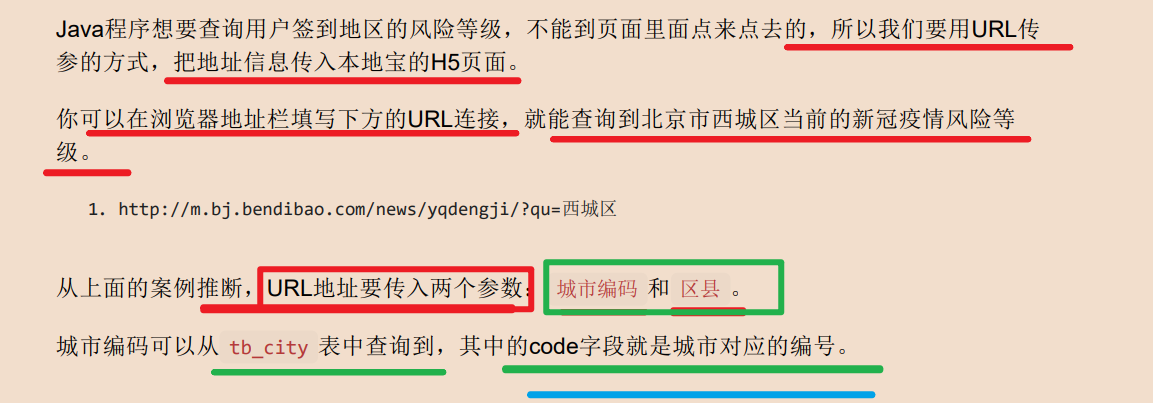 Java程序想要查询用户签到地区的风险等级，不能到页面里面点来点去的，所以我们要用URL传
参的方式，把地址信息传入本地宝的H5页面。
你可以在浏览器地址栏填写下方的URL连接，就能查询到北京市西城区当前的新冠疫情风险等
级。
1. http://m.bj.bendibao.com/news/yqdengji/?qu=西城区
从上面的案例推断，URL地址要传入两个参数：城市编码 和 区县 。
城市编码可以从 tb_city 表中查询到，其中的code字段就是城市对应的编号。